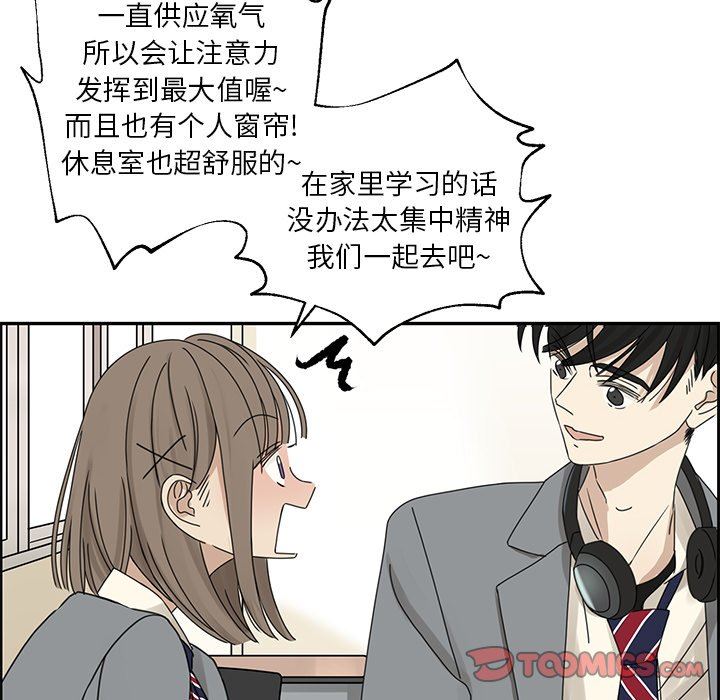 一直供应氧气
所以会让注意力
发挥到最大值喔~
而且也有个人窗帘!
休息室也超舒服的~
在家里学习的话
没办法太集中精神
我们一起去吧~
TOOMICS.com